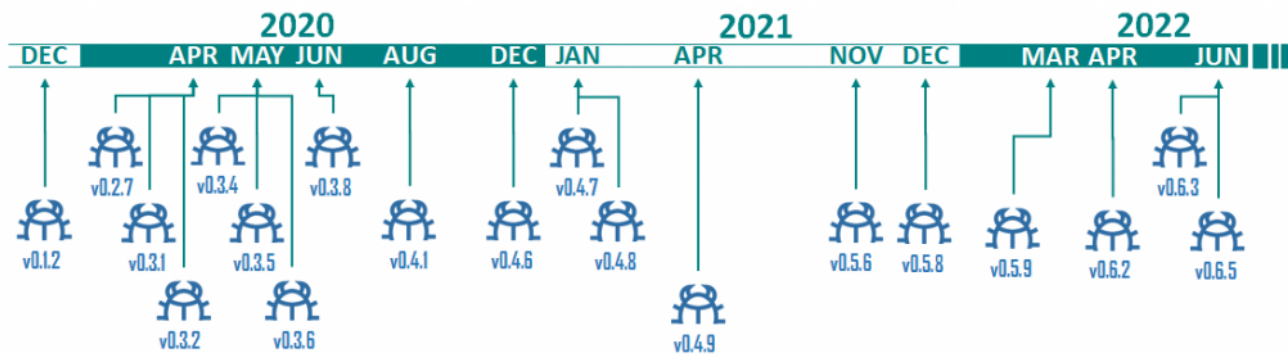 2020 2021 2022
DEC APR MAY JUN AUG DEC JAN APR NOV DEC MAR APR JUN
v0.2.7 v0.3.4 v0.3.8 v0.4.7 v0.6.3
v0.1.2 v0.3.1 v0.3.5 v0.4.1 v0.4.6 v0.4.8 v0.5.6 v0.5.8 v0.5.9 v0.6.2 v0.6.5
v0.3.2 v0.3.6 v0.4.9